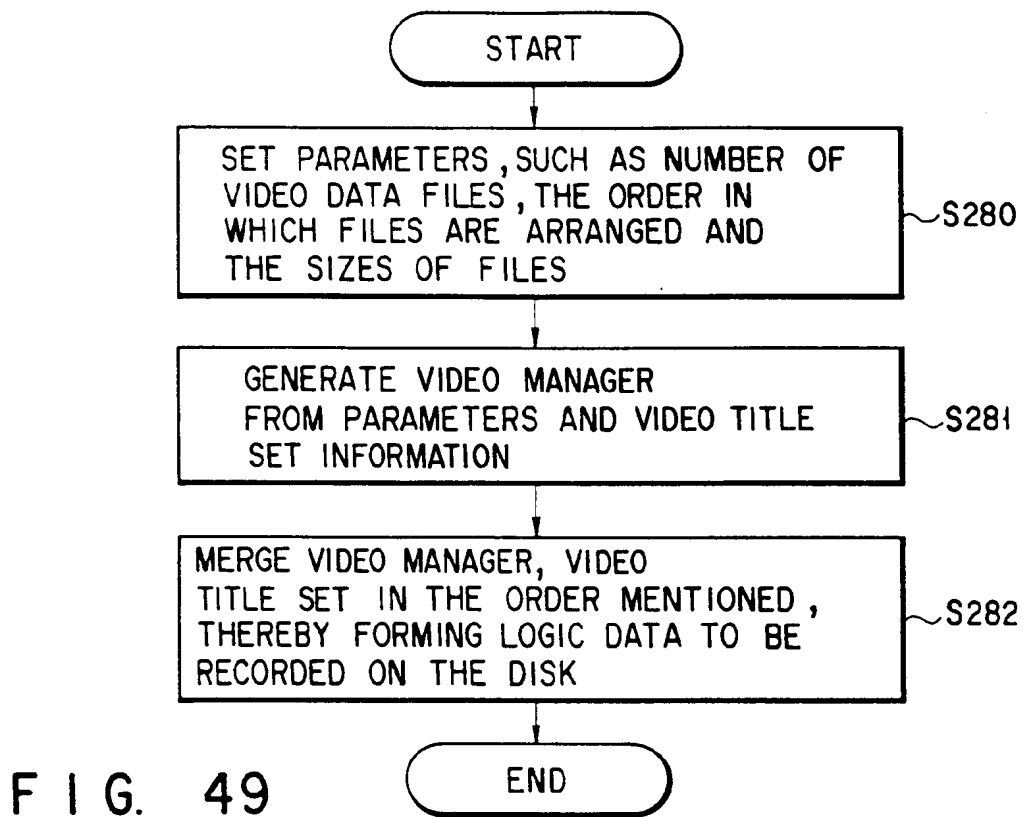 START
SET PARAMETERS, SUCH AS NUMBER OF
VIDEO DATA FILES, THE ORDER IN
WHICH FILES ARE ARRANGED AND
THE SIZES OF FILES
S280
GENERATE VIDEO MANAGER
FROM PARAMETERS AND VIDEO TITLE
SET INFORMATION
S281
MERGE VIDEO MANAGER, VIDEO
TITLE SET IN THE ORDER MENTIONED,
THEREBY FORMING LOGIC DATA TO BE
RECORDED ON THE DISK
S282
END
FIG. 49